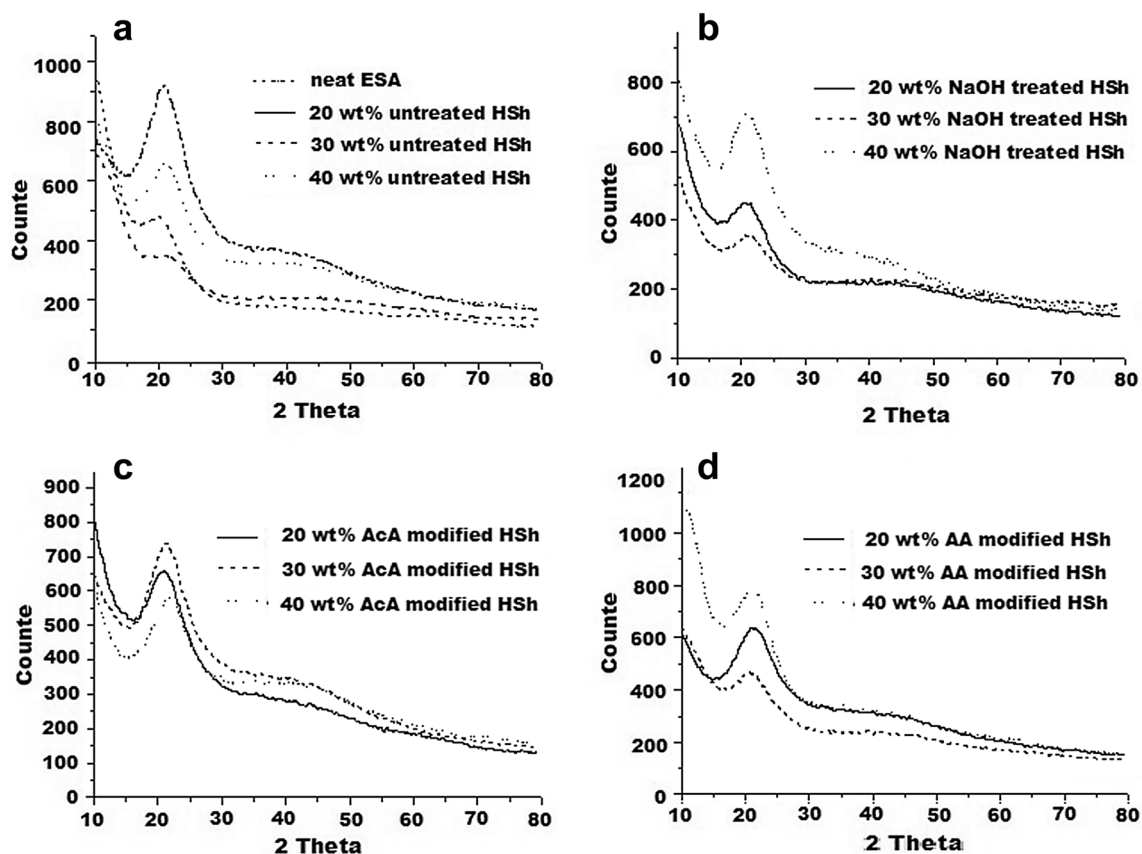 a
1000
800
600
400
200
0
Counte
neat ESA
20 wt% untreated HSh
30 wt% untreated HSh
40 wt% untreated HSh
10 20 30 40 50 60 70 80
2 Theta
b
800
600
400
200
0
Counte
20 wt% NaOH treated HSh
30 wt% NaOH treated HSh
40 wt% NaOH treated HSh
10 20 30 40 50 60 70 80
2 Theta
c
900
800
700
600
500
400
300
200
100
0
Counte
20 wt% AcA modified HSh
30 wt% AcA modified HSh
40 wt% AcA modified HSh
10 20 30 40 50 60 70 80
2 Theta
d
1200
1000
800
600
400
200
0
Counte
20 wt% AA modified HSh
30 wt% AA modified HSh
40 wt% AA modified HSh
10 20 30 40 50 60 70 80
2 Theta